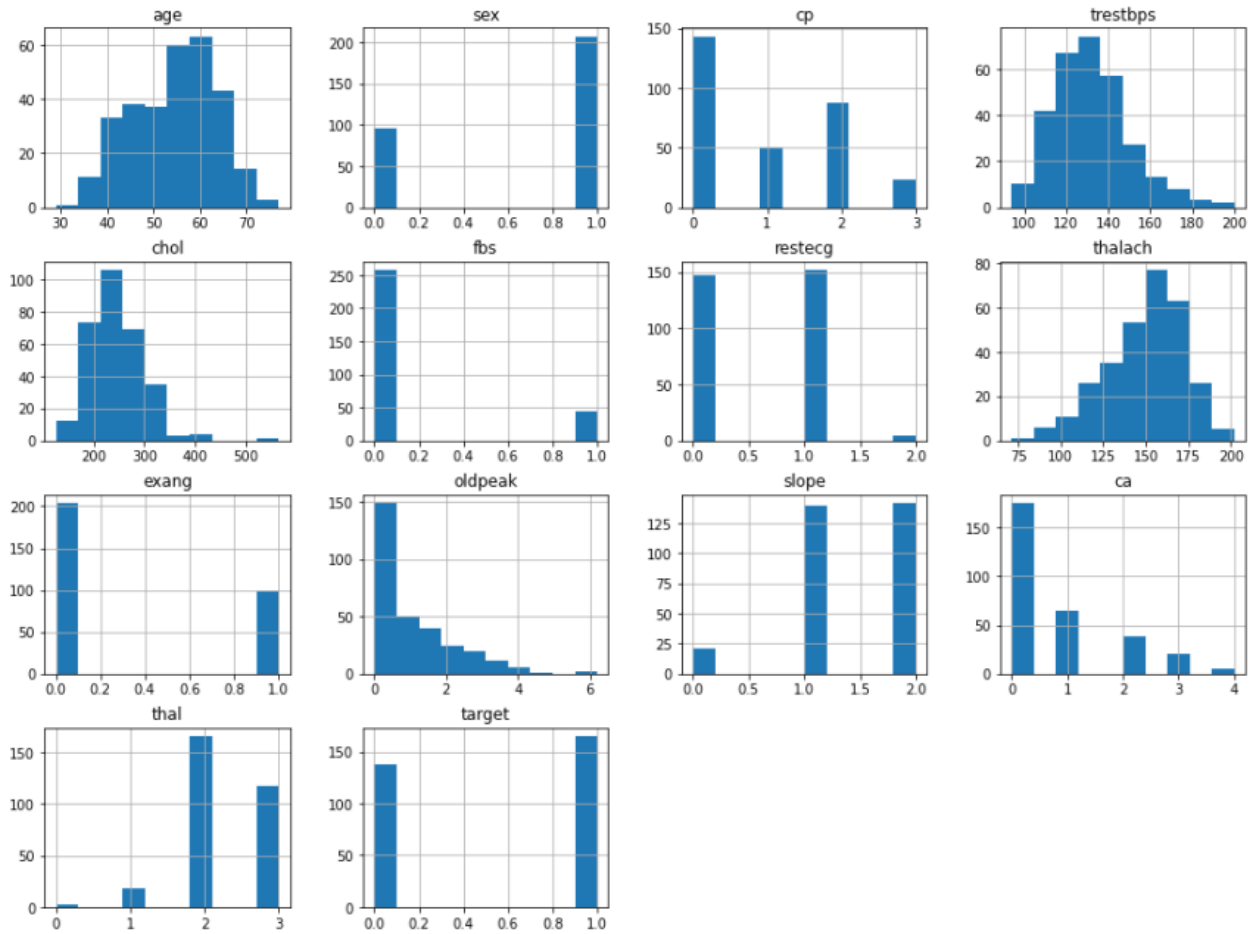 age
0 20 40 60
30 40 50 60 70
sex
0 50 100 150 200
0.0 0.2 0.4 0.6 0.8 1.0
cp
0 50 100 150
0 1 2 3
trestbps
0 20 40 60
100 120 140 160 180 200
chol
0 20 40 60 80 100
200 300 400 500
fbs
0 50 100 150 200 250
0.0 0.2 0.4 0.6 0.8 1.0
restecg
0 50 100 150
0.0 0.5 1.0 1.5 2.0
thalach
0 20 40 60 80
75 100 125 150 175 200
exang
0 50 100 150 200
0.0 0.2 0.4 0.6 0.8 1.0
oldpeak
0 50 100 150
0 2 4 6
slope
0 25 50 75 100 125
0.0 0.5 1.0 1.5 2.0
ca
0 50 100 150
0 1 2 3 4
thal
0 50 100 150
0 1 2 3
target
0 50 100 150
0.0 0.2 0.4 0.6 0.8 1.0